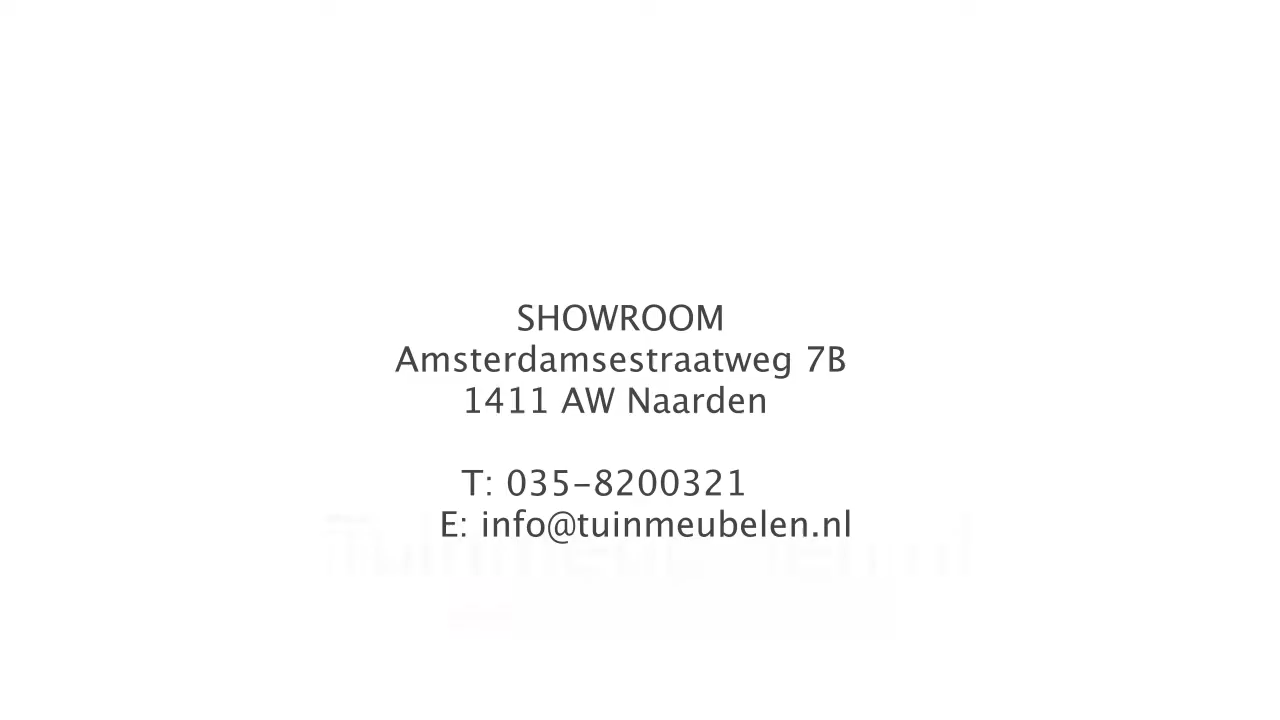 SHOWROOM
Amsterdamsestraatweg 7B
1411 AW Naarden
T: 035-8200321
E: info@tuinmeubelen.nl